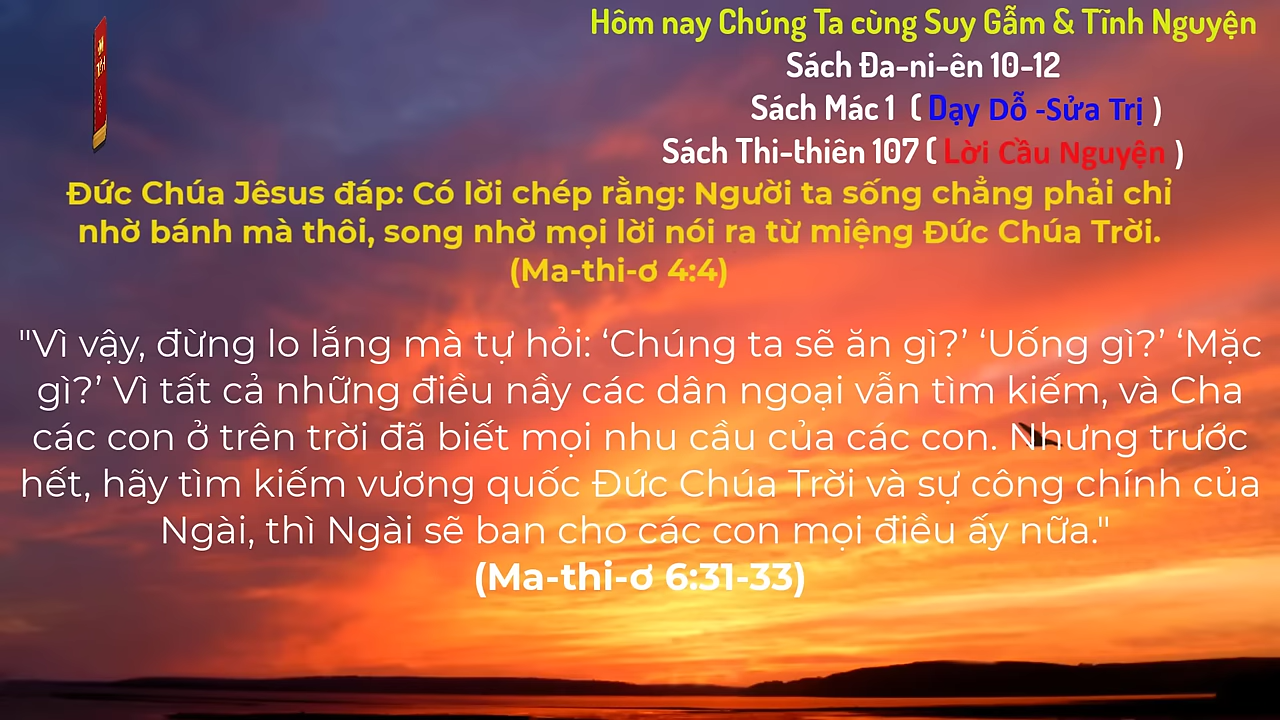 Hôm nay Chúng Ta cùng Suy Gẫm & Tĩnh Nguyện
Sách Đa-ni-ên 10-12
Sách Mác 1 ( Dạy Dỗ -Sửa Trị )
Sách Thi-thiên 107 ( Lời Cầu Nguyện )
Đức Chúa Jêsus đáp: Có lời chép rằng: Người ta sống chẳng phải chỉ
nhờ bánh mà thôi, song nhờ mọi lời nói ra từ miệng Đức Chúa Trời.
(Ma-thi-ơ 4:4)
"Vì vậy, đừng lo lắng mà tự hỏi: ‘Chúng ta sẽ ăn gì?’ ‘Uống gì?’ ‘Mặc
gì?’ Vì tất cả những điều nầy các dân ngoại vẫn tìm kiếm, và Cha
các con ở trên trời đã biết mọi nhu cầu của các con. Nhưng trước
hết, hãy tìm kiếm vương quốc Đức Chúa Trời và sự công chính của
Ngài, thì Ngài sẽ ban cho các con mọi điều ấy nữa."
(Ma-thi-ơ 6:31-33)